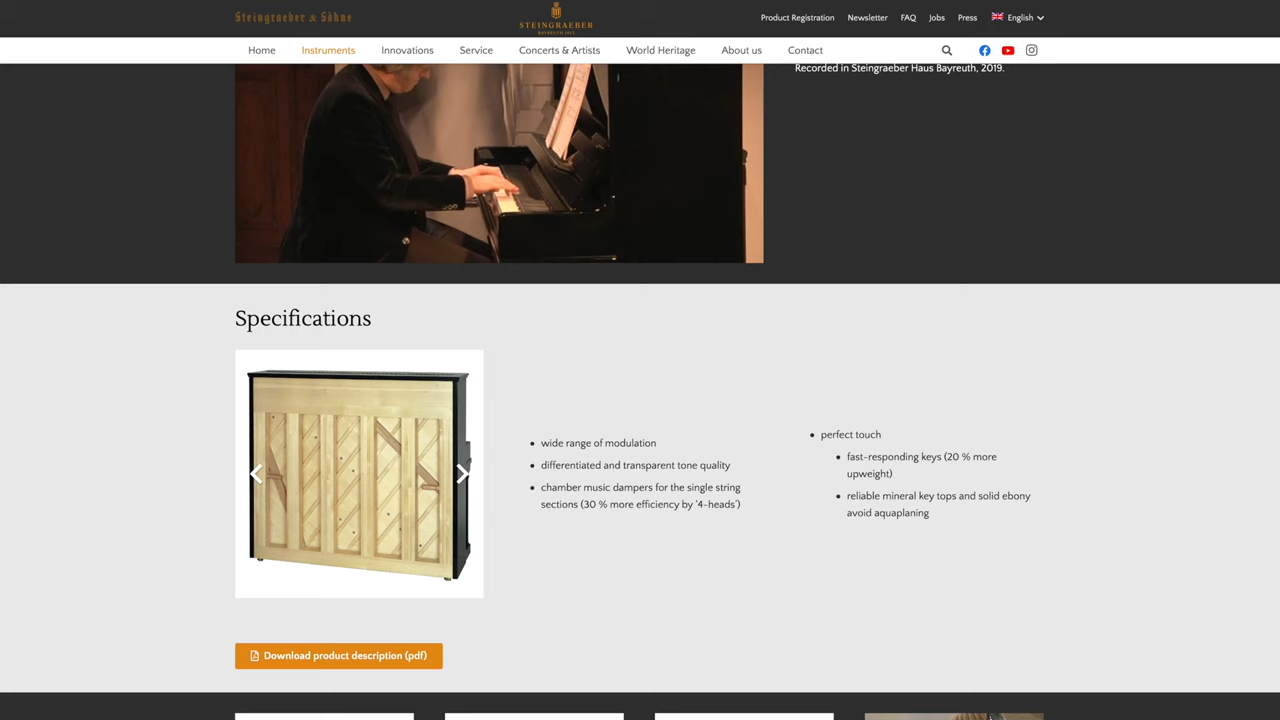 Steingraeber & Söhne
STEINGRAEBER
BAYREUTH 1852
Product Registration Newsletter FAQ Jobs Press English
Home Instruments Innovations Service Concerts & Artists World Heritage About us Contact
Recorded in Steingraeber Haus Bayreuth, 2019.
Specifications
wide range of modulation
differentiated and transparent tone quality
chamber music dampers for the single string
sections (30 % more efficiency by ‘4-heads’)
perfect touch
fast-responding keys (20 % more
upweight)
reliable mineral key tops and solid ebony
avoid aquaplaning
Download product description (pdf)